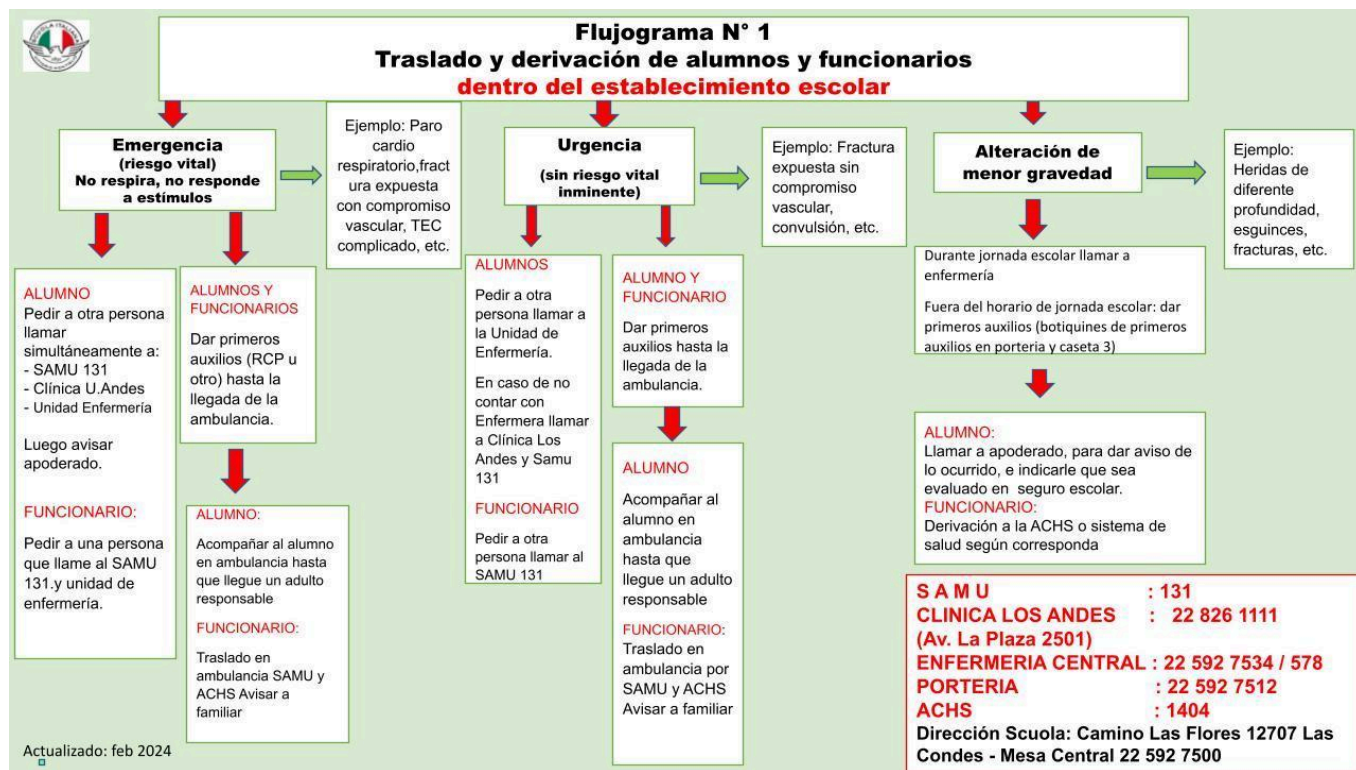 SCUOLA ITALIANA
Flujograma N° 1
Traslado y derivación de alumnos y funcionarios
dentro del establecimiento escolar
Emergencia
(riesgo vital)
No respira, no responde
a estímulos
Ejemplo: Paro
cardio
respiratorio,fract
ura expuesta
con compromiso
vascular, TEC
complicado, etc.
Urgencia
(sin riesgo vital
inminente)
Ejemplo: Fractura
expuesta sin
compromiso
vascular,
convulsión, etc.
Alteración de
menor gravedad
Ejemplo:
Heridas de
diferente
profundidad,
esguinces,
fracturas, etc.
ALUMNO
Pedir a otra persona
llamar
simultáneamente a:
- SAMU 131
- Clínica U.Andes
- Unidad Enfermería
Luego avisar
apoderado.
FUNCIONARIO:
Pedir a una persona
que llame al SAMU
131.y unidad de
enfermería.
ALUMNOS Y
FUNCIONARIOS
Dar primeros
auxilios (RCP u
otro) hasta la
llegada de la
ambulancia.
ALUMNO:
Acompañar al alumno
en ambulancia hasta
que llegue un adulto
responsable
FUNCIONARIO:
Traslado en
ambulancia SAMU y
ACHS Avisar a
familiar
ALUMNOS
Pedir a otra
persona llamar a
la Unidad de
Enfermería.
En caso de no
contar con
Enfermera llamar
a Clínica Los
Andes y Samu
131
FUNCIONARIO
Pedir a otra
persona llamar al
SAMU 131
ALUMNO Y
FUNCIONARIO
Dar primeros
auxilios hasta la
llegada de la
ambulancia.
ALUMNO
Acompañar al
alumno en
ambulancia
hasta que
llegue un adulto
responsable
FUNCIONARIO:
Traslado en
ambulancia por
SAMU y ACHS
Avisar a familiar
Durante jornada escolar llamar a
enfermería
Fuera del horario de jornada escolar: dar
primeros auxilios (botiquines de primeros
auxilios en porteria y caseta 3)
ALUMNO:
Llamar a apoderado, para dar aviso de
lo ocurrido, e indicarle que sea
evaluado en seguro escolar.
FUNCIONARIO:
Derivación a la ACHS o sistema de
salud según corresponda
S A M U : 131
CLINICA LOS ANDES : 22 826 1111
(Av. La Plaza 2501)
ENFERMERIA CENTRAL : 22 592 7534 / 578
PORTERIA : 22 592 7512
ACHS : 1404
Dirección Scuola: Camino Las Flores 12707 Las
Condes - Mesa Central 22 592 7500
Actualizado: feb 2024